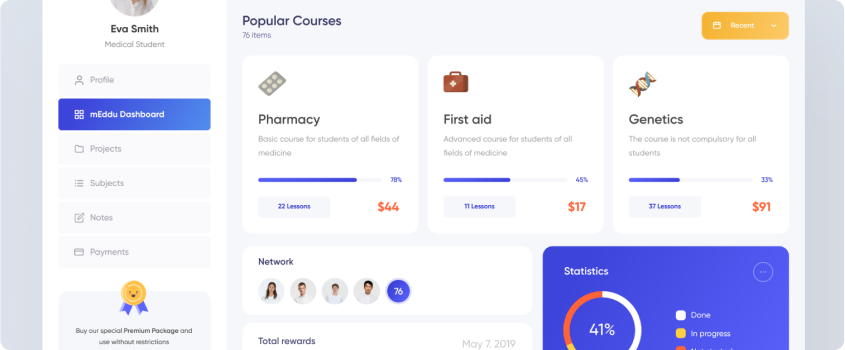 Eva Smith
Medical Student
Profile
mEddu Dashboard
Projects
Subjects
Notes
Payments
Buy our special Premium Package and
use without restrictions
Popular Courses
76 items
Recent
Pharmacy
Basic course for students of all fields of
medicine
78%
22 Lessons
$44
First aid
Advanced course for students of all
fields of medicine
45%
11 Lessons
$17
Genetics
The course is not compulsory for all
students
33%
37 Lessons
$91
Network
76
Total rewards
May 7, 2019
Statistics
41%
Done
In progress